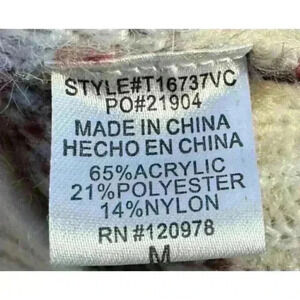 STYLE#T16737VC
PO#21904
MADE IN CHINA
HECHO EN CHINA
65%ACRYLIC
21%POLYESTER
14%NYLON
RN #120978
M